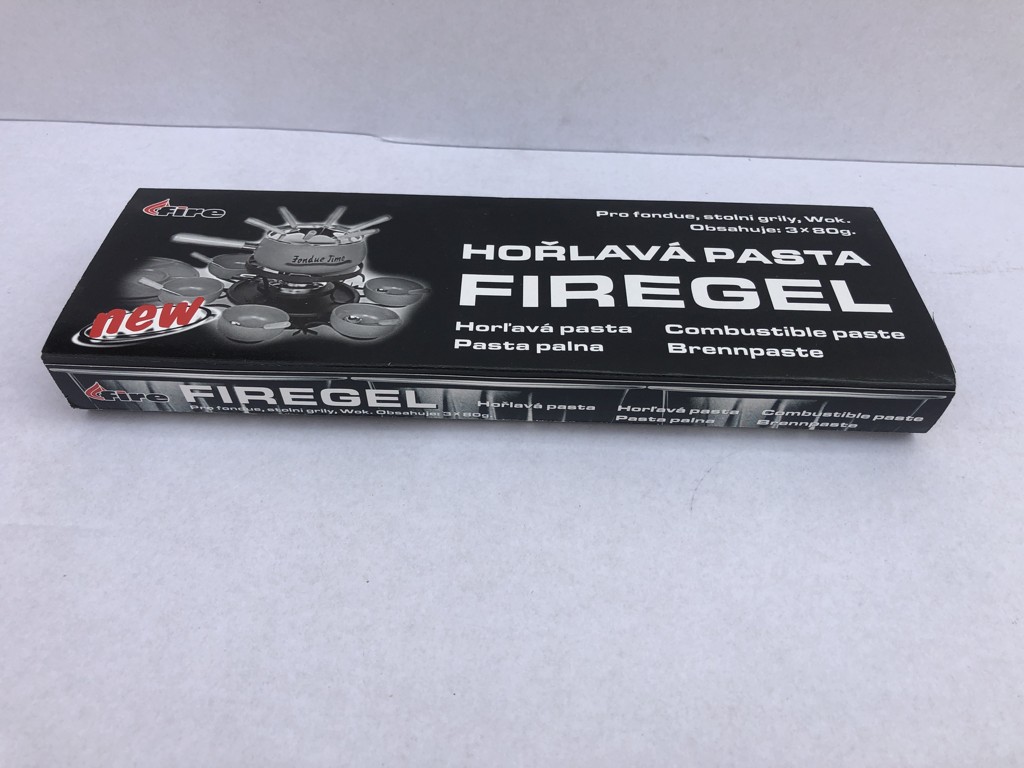 fire
Pro fondue, stolní grily, Wok.
Obsahuje: 3×80g.
Fondue Time
HOŘLAVÁ PASTA
FIREGEL
new
Horľavá pasta
Combustible paste
Pasta palna
Brennpaste
fire
FIREGEL
Pro fondue, stolní grily, Wok. Obsahuje: 3×80g.
Hořlavá pasta
Horľavá pasta
Pasta palna
Combustible paste
Brennpaste